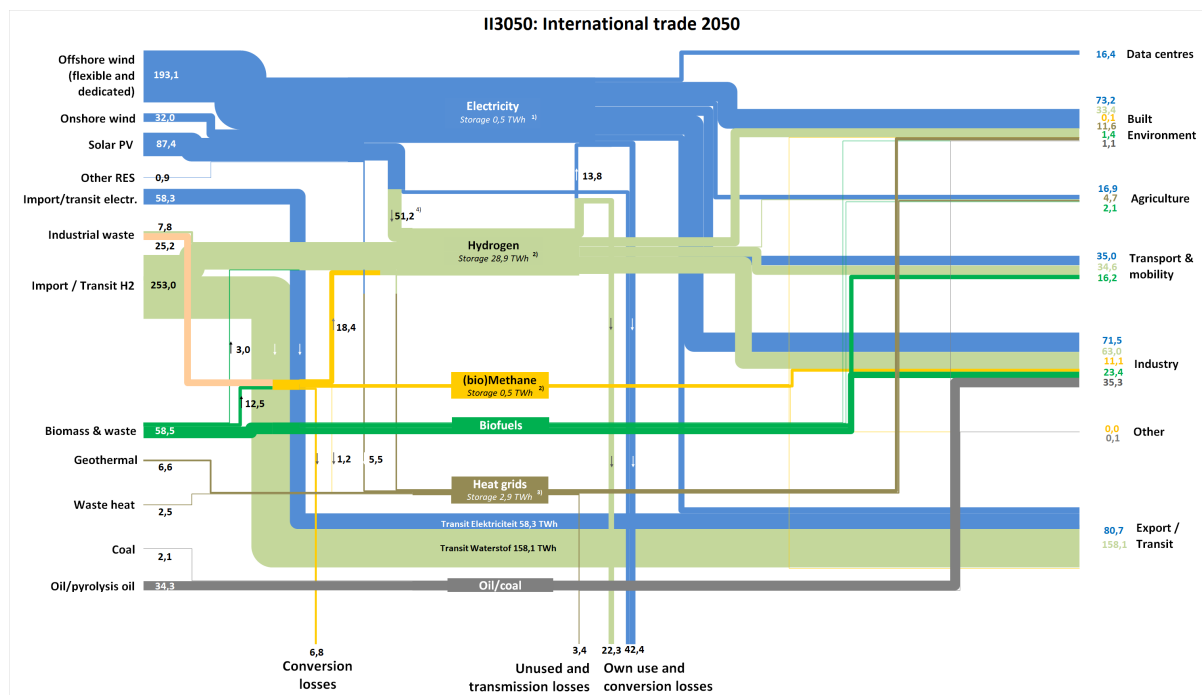 II3050: International trade 2050
Offshore wind
(flexible and
dedicated)
193,1
Onshore wind
32,0
Solar PV
87,4
Other RES
0,9
Import/transit electr.
58,3
Industrial waste
7,8
25,2
Import / Transit H2
253,0
Biomass & waste
58,5
Geothermal
6,6
Waste heat
2,5
Coal
2,1
Oil/pyrolysis oil
34,3
Electricity
Storage 0,5 TWh 1)
13,8
51,2 4)
Hydrogen
Storage 28,9 TWh 2)
18,4
3,0
12,5
(bio)Methane
Storage 0,5 TWh 2)
Biofuels
1,2
5,5
Heat grids
Storage 2,9 TWh 3)
Transit Elektriciteit 58,3 TWh
Transit Waterstof 158,1 TWh
Oil/coal
6,8
Conversion
losses
3,4
Unused and
transmission losses
22,3
42,4
Own use and
conversion losses
16,4
Data centres
73,2
33,4
0,1
11,6
1,4
1,1
Built
Environment
16,9
4,7
2,1
Agriculture
35,0
34,6
16,2
Transport &
mobility
71,5
63,0
11,1
23,4
35,3
Industry
0,0
0,1
Other
80,7
158,1
Export /
Transit